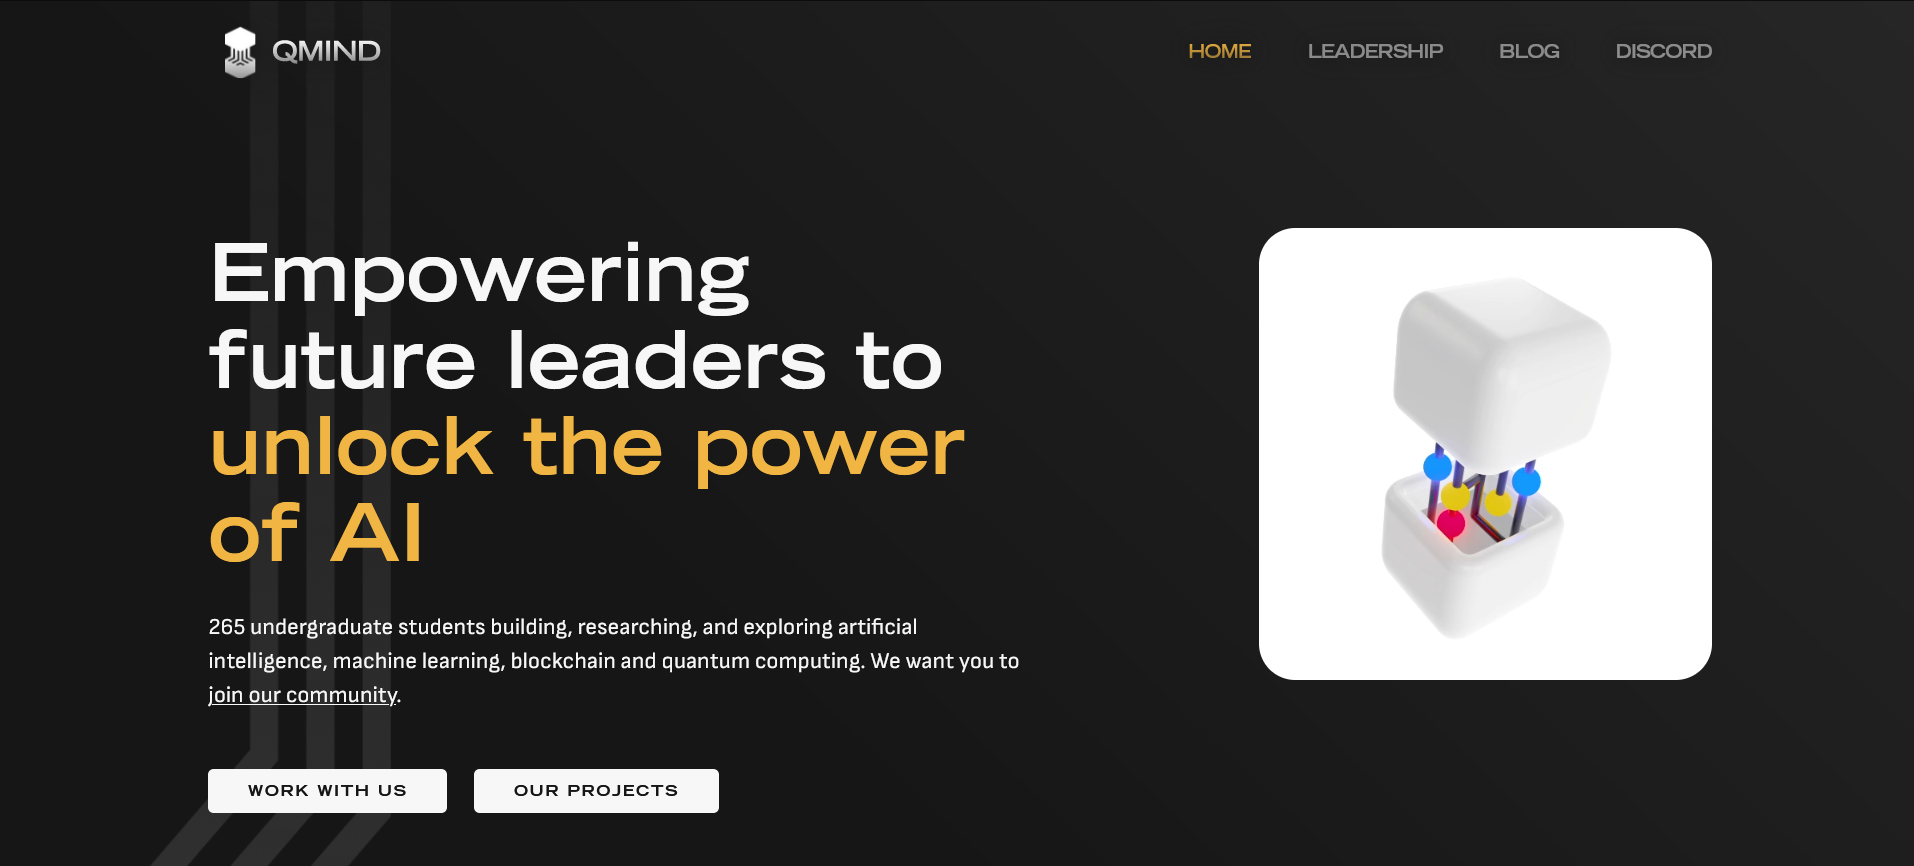 QMIND
HOME
LEADERSHIP
BLOG
DISCORD
Empowering
future leaders to
unlock the power
of AI
265 undergraduate students building, researching, and exploring artificial
intelligence, machine learning, blockchain and quantum computing. We want you to
join our community.
WORK WITH US
OUR PROJECTS